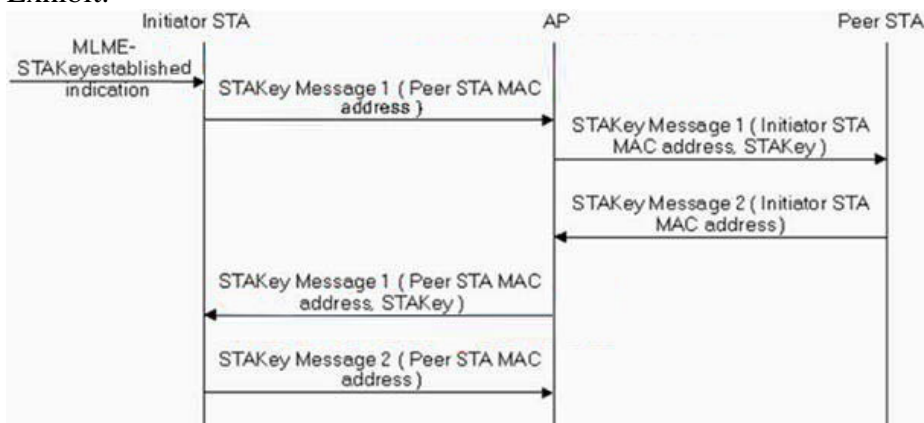 Initiator STA
AP
Peer STA
MLME-
STAKeyestablished
indication
STAKey Message 1 ( Peer STA MAC
address )
STAKey Message 1 ( Initiator STA
MAC address, STAKey )
STAKey Message 2 ( Initiator STA
MAC address)
STAKey Message 1 ( Peer STA MAC
address, STAKey )
STAKey Message 2 ( Peer STA MAC
address )